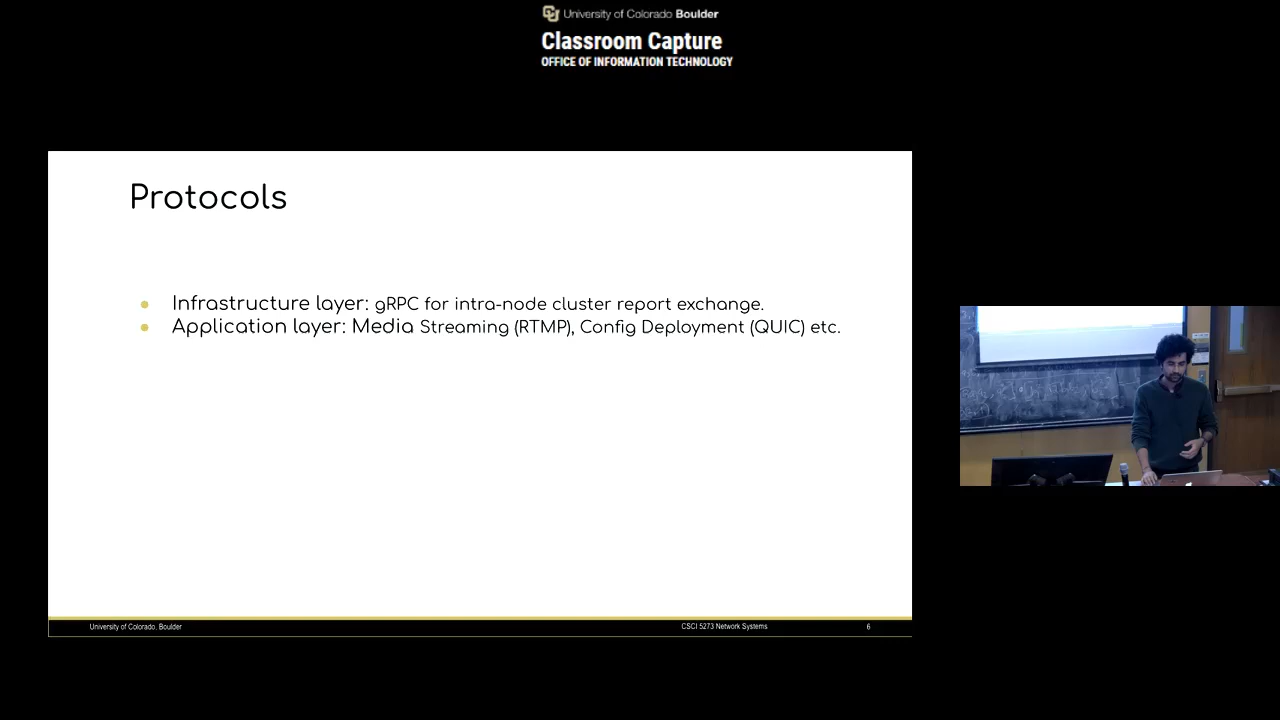 University of Colorado Boulder
Classroom Capture
OFFICE OF INFORMATION TECHNOLOGY
Protocols
Infrastructure layer: gRPC for intra-node cluster report exchange.
Application layer: Media Streaming (RTMP), Config Deployment (QUIC) etc.
University of Colorado, Boulder
CSCI 5273 Network Systems
6